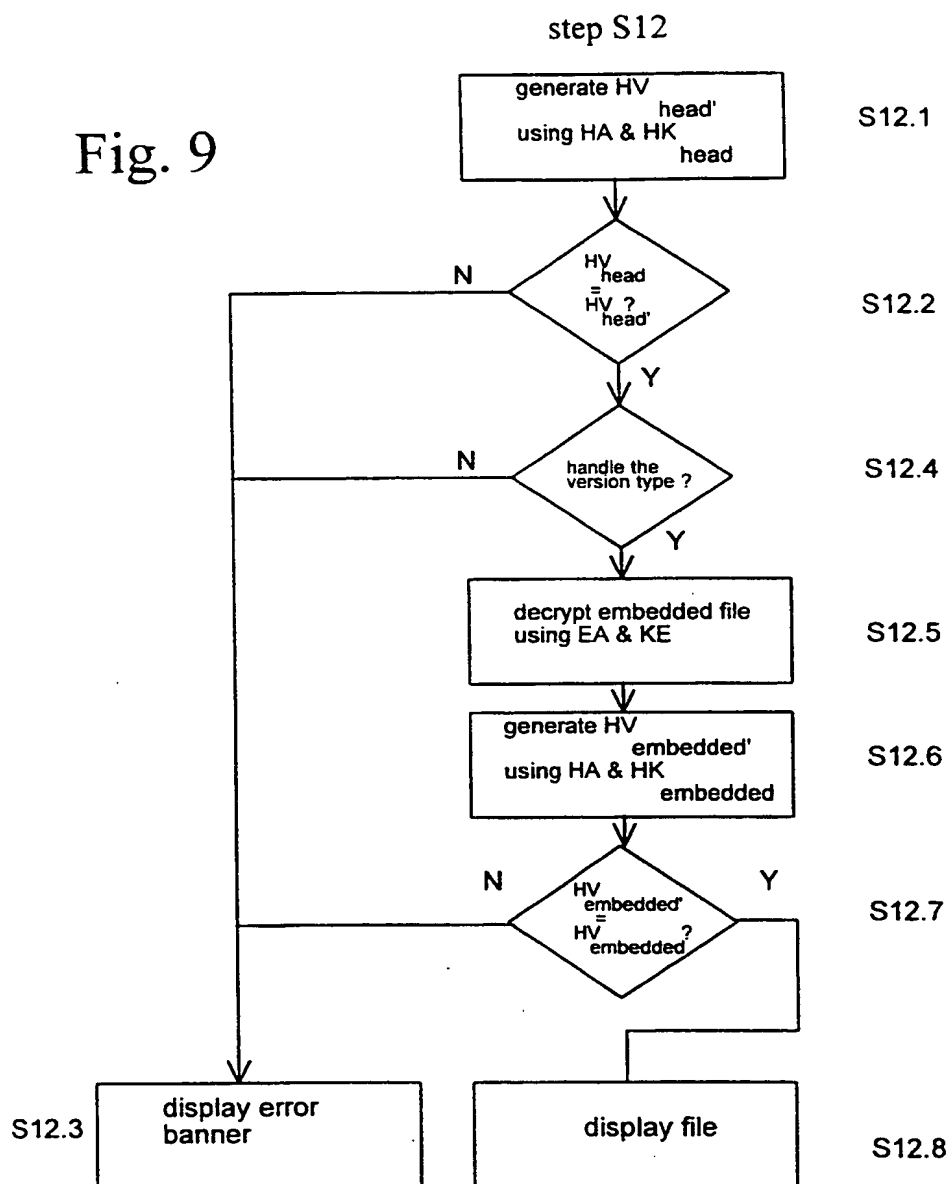 step S12
Fig. 9
generate HV
head'
using HA & HK
head
S12.1
N
HV
head
=
HV ?
head'
S12.2
Y
N
handle the
version type ?
S12.4
Y
decrypt embedded file
using EA & KE
S12.5
generate HV
embedded'
using HA & HK
embedded
S12.6
N
HV
embedded'
=
HV ?
embedded
Y
S12.7
S12.3
display error
banner
display file
S12.8